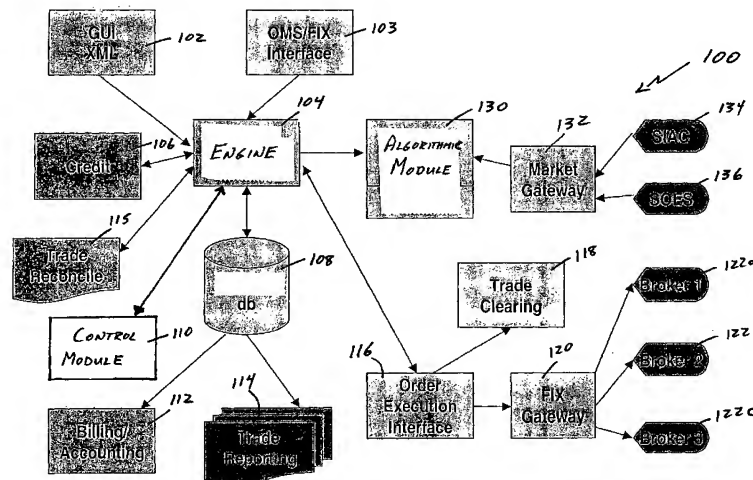 GUI
XML
102
OMS/FIX
Interface
103
100
106
Credit
104
ENGINE
130
ALGORITHMIC
MODULE
132
Market
Gateway
134
SIAC
136
SOES
115
Trade
Reconcile
108
db
118
Trade
Clearing
122a
Broker 1
CONTROL
MODULE
110
116
Order
Execution
Interface
120
FIX
Gateway
122
Broker 2
112
Billing/
Accounting
114
Trade
Reporting
122c
Broker 3